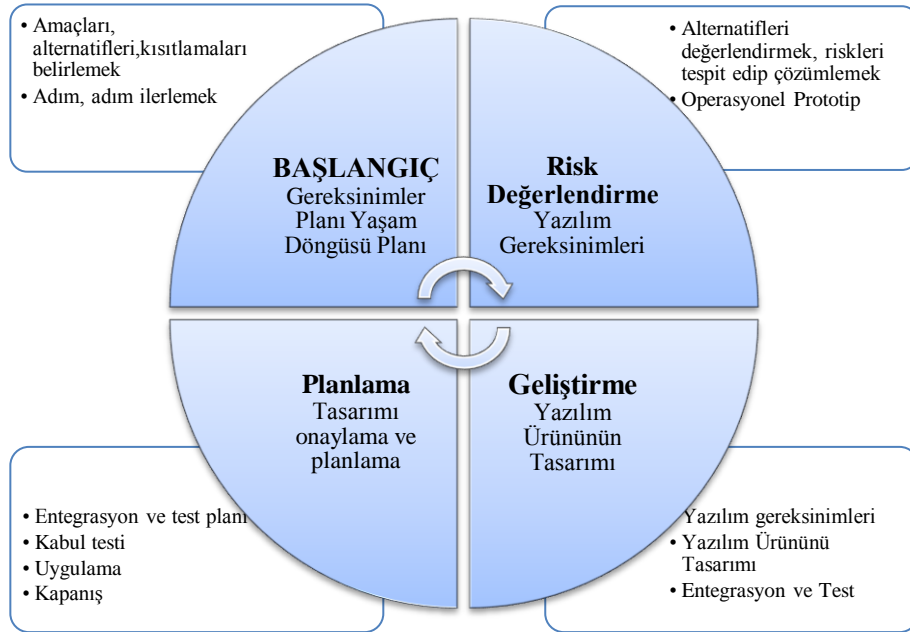 • Amaçları,
alternatifleri,kısıtlamaları
belirlemek
• Adım, adım ilerlemek
• Alternatifleri
değerlendirmek, riskleri
tespit edip çözümlemek
• Operasyonel Prototip
BAŞLANGIÇ
Gereksinimler
Planı Yaşam
Döngüsü Planı
Risk
Değerlendirme
Yazılım
Gereksinimleri
Planlama
Tasarımı
onaylama ve
planlama
Geliştirme
Yazılım
Ürününün
Tasarımı
• Entegrasyon ve test planı
• Kabul testi
• Uygulama
• Kapanış
• Yazılım gereksinimleri
• Yazılım Ürününü
Tasarımı
• Entegrasyon ve Test